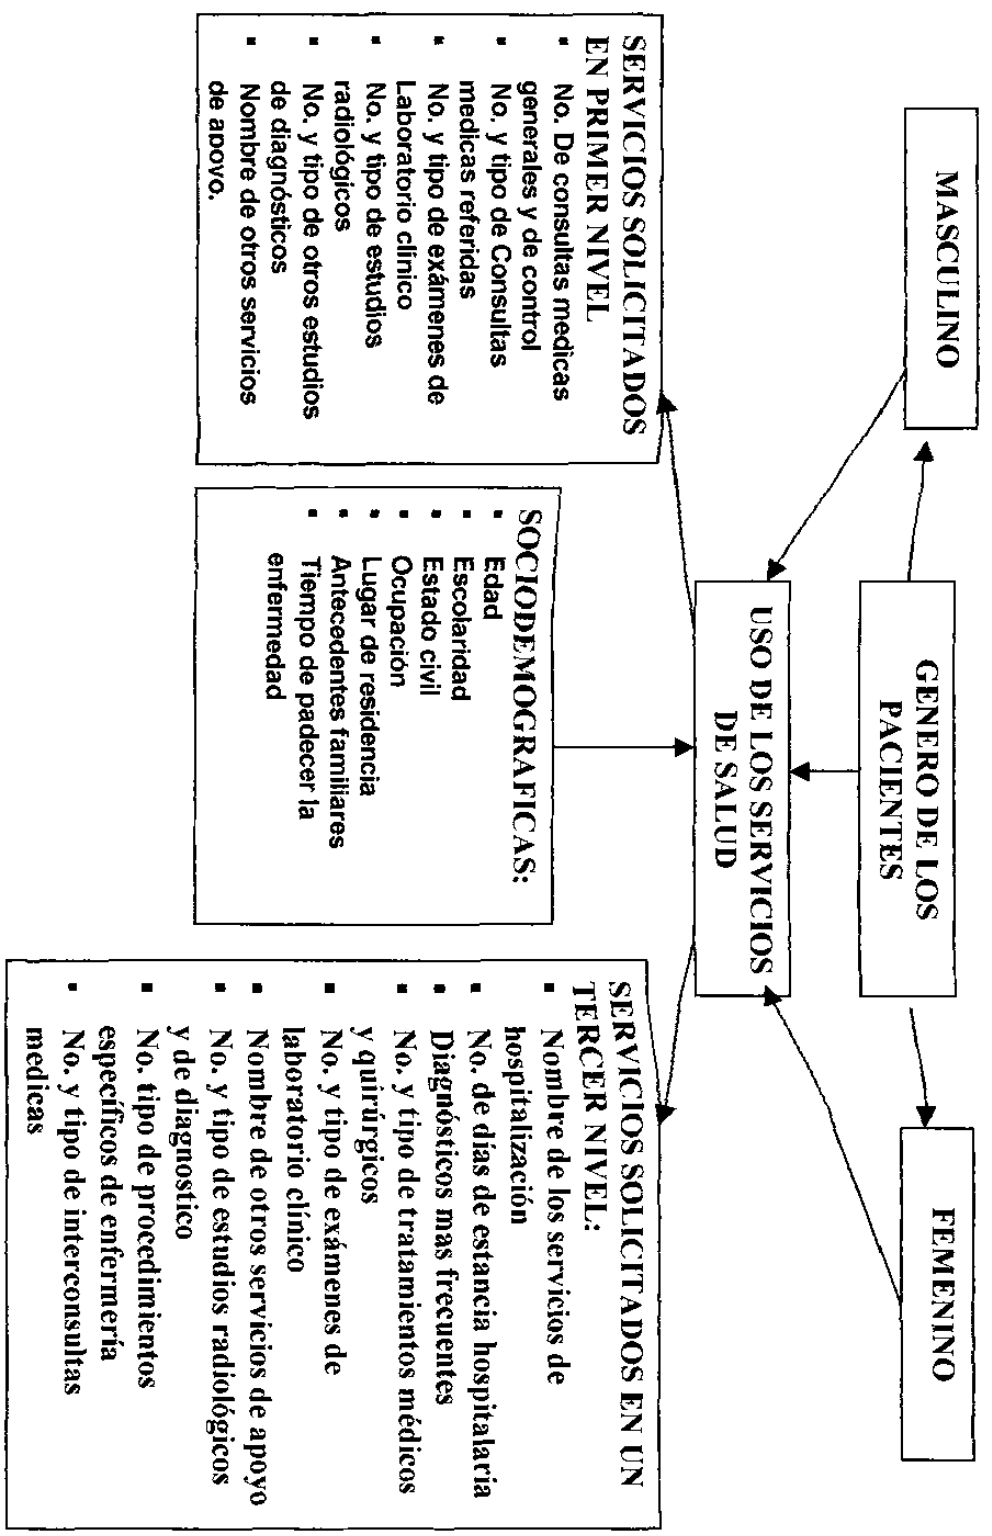 MASCULINO
GENERO DE LOS
PACIENTES
FEMENINO
USO DE LOS SERVICIOS
DE SALUD
SERVICIOS SOLICITADOS
EN PRIMER NIVEL
▪ No. De consultas medicas
generales y de control
▪ No. y tipo de Consultas
medicas referidas
▪ No. y tipo de exámenes de
Laboratorio clínico
▪ No. y tipo de estudios
radiológicos
▪ No. y tipo de otros estudios
de diagnósticos
▪ Nombre de otros servicios
de apoyo.
SOCIODEMOGRAFICAS:
▪ Edad
▪ Escolaridad
▪ Estado civil
▪ Ocupación
▪ Lugar de residencia
▪ Antecedentes familiares
▪ Tiempo de padecer la
enfermedad
SERVICIOS SOLICITADOS EN UN
TERCER NIVEL:
▪ Nombre de los servicios de
hospitalización
▪ No. de días de estancia hospitalaria
▪ Diagnósticos mas frecuentes
▪ No. y tipo de tratamientos médicos
y quirúrgicos
▪ No. y tipo de exámenes de
laboratorio clínico
▪ Nombre de otros servicios de apoyo
▪ No. y tipo de estudios radiológicos
y de diagnostico
▪ No. tipo de procedimientos
específicos de enfermería
▪ No. y tipo de interconsultas
medicas